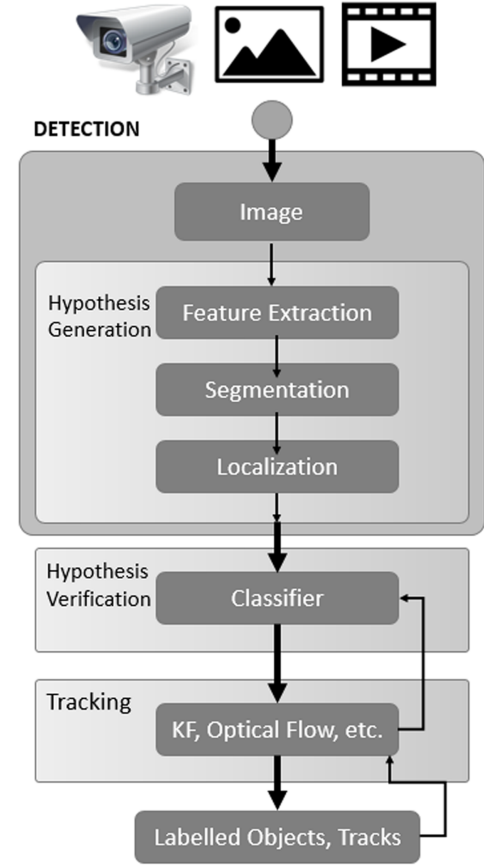 DETECTION
Image
Hypothesis
Generation
Feature Extraction
Segmentation
Localization
Hypothesis
Verification
Classifier
Tracking
KF, Optical Flow, etc.
Labelled Objects, Tracks